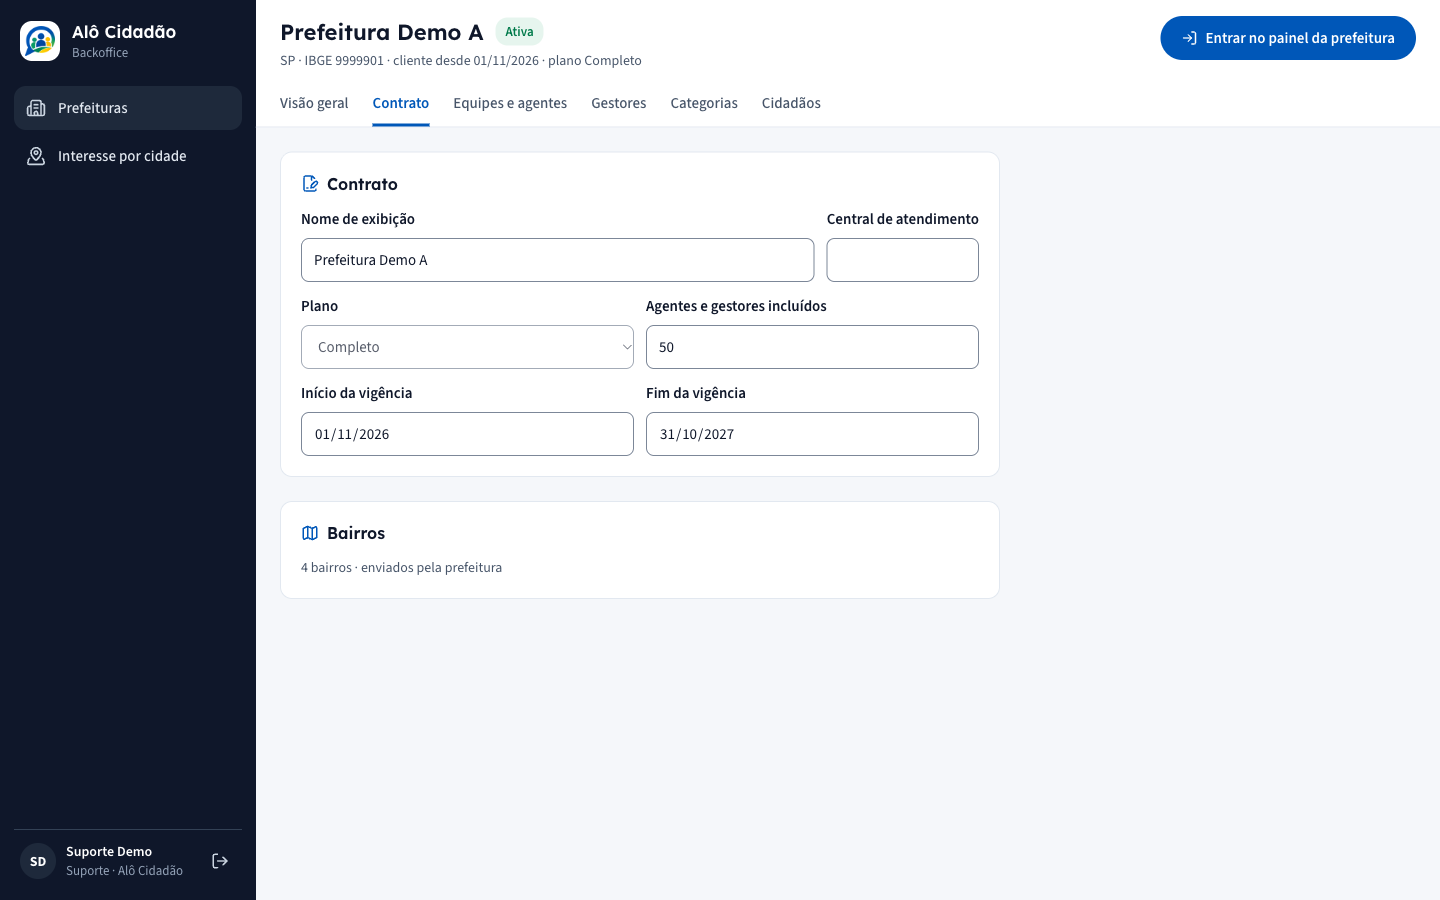 Alô Cidadão
Backoffice
Prefeituras
Interesse por cidade
Suporte Demo
Suporte · Alô Cidadão
SD
Prefeitura Demo A
Ativa
SP · IBGE 9999901 · cliente desde 01/11/2026 · plano Completo
Entrar no painel da prefeitura
Visão geral
Contrato
Equipes e agentes
Gestores
Categorias
Cidadãos
Contrato
Nome de exibição
Prefeitura Demo A
Central de atendimento
Plano
Completo
Agentes e gestores incluídos
50
Início da vigência
01/11/2026
Fim da vigência
31/10/2027
Bairros
4 bairros · enviados pela prefeitura